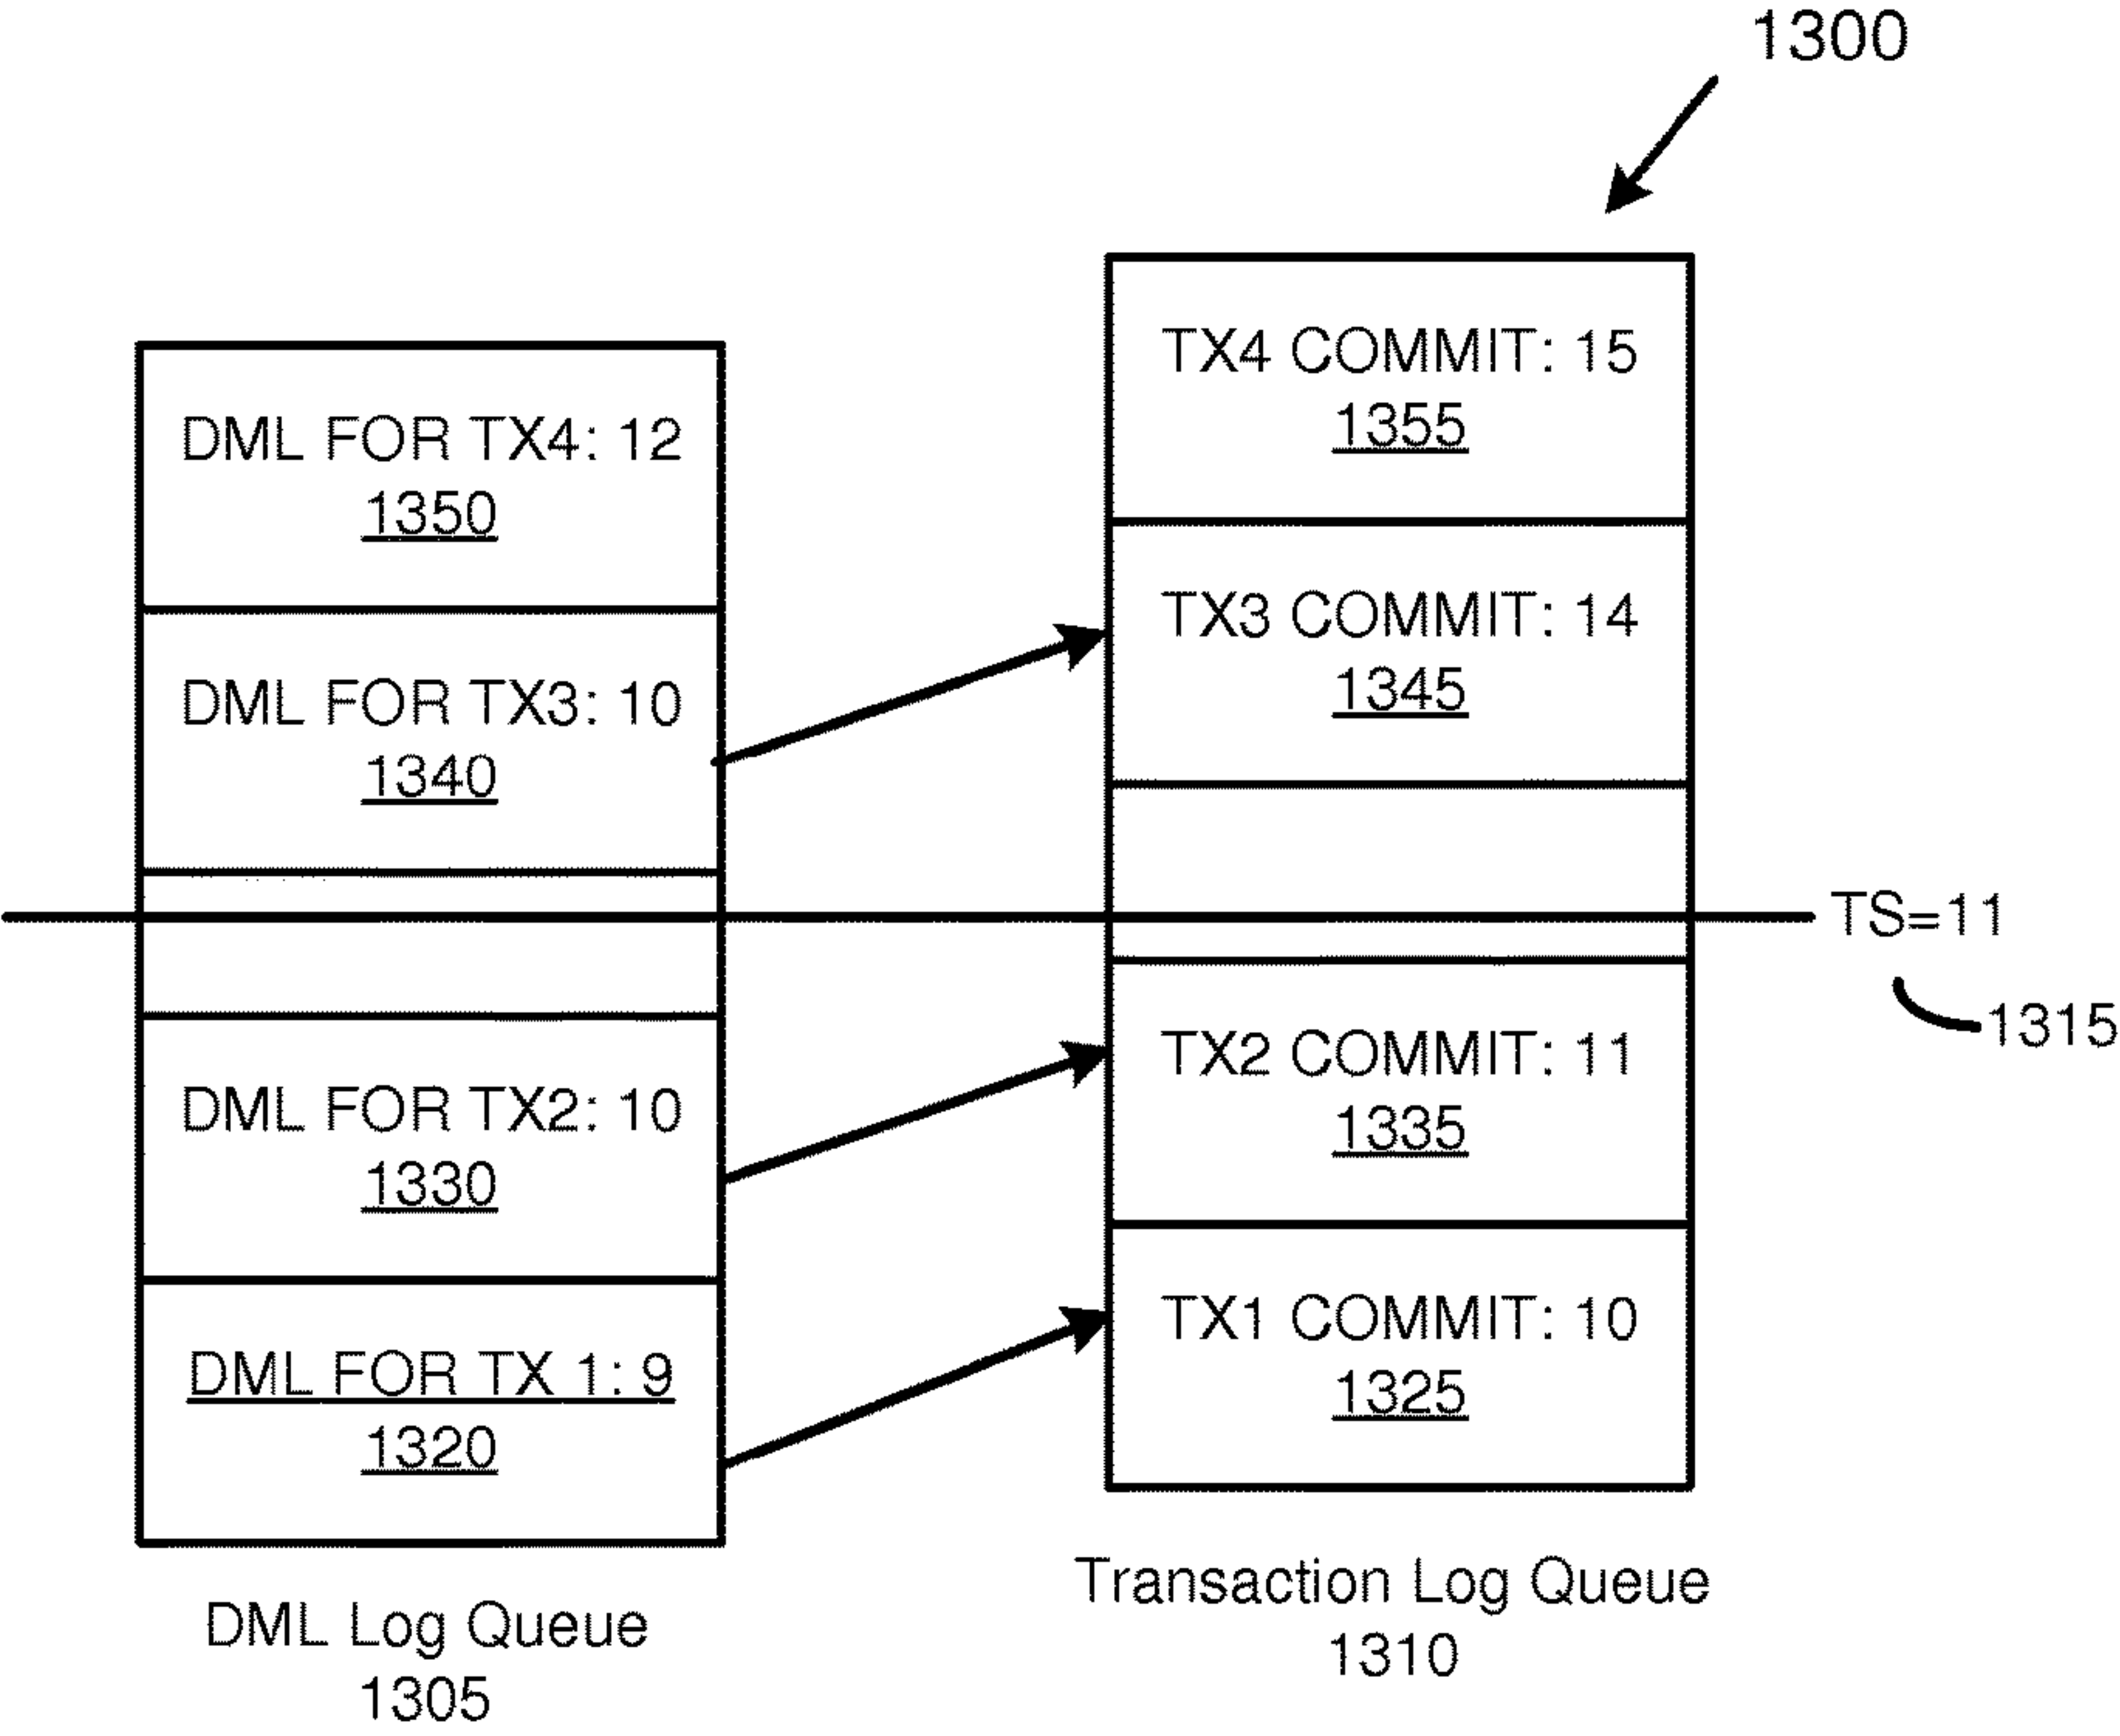 1300
DML FOR TX4: 12
1350
DML FOR TX3: 10
1340
DML FOR TX2: 10
1330
DML FOR TX 1: 9
1320
DML Log Queue
1305
TX4 COMMIT: 15
1355
TX3 COMMIT: 14
1345
TX2 COMMIT: 11
1335
TX1 COMMIT: 10
1325
Transaction Log Queue
1310
TS=11
1315